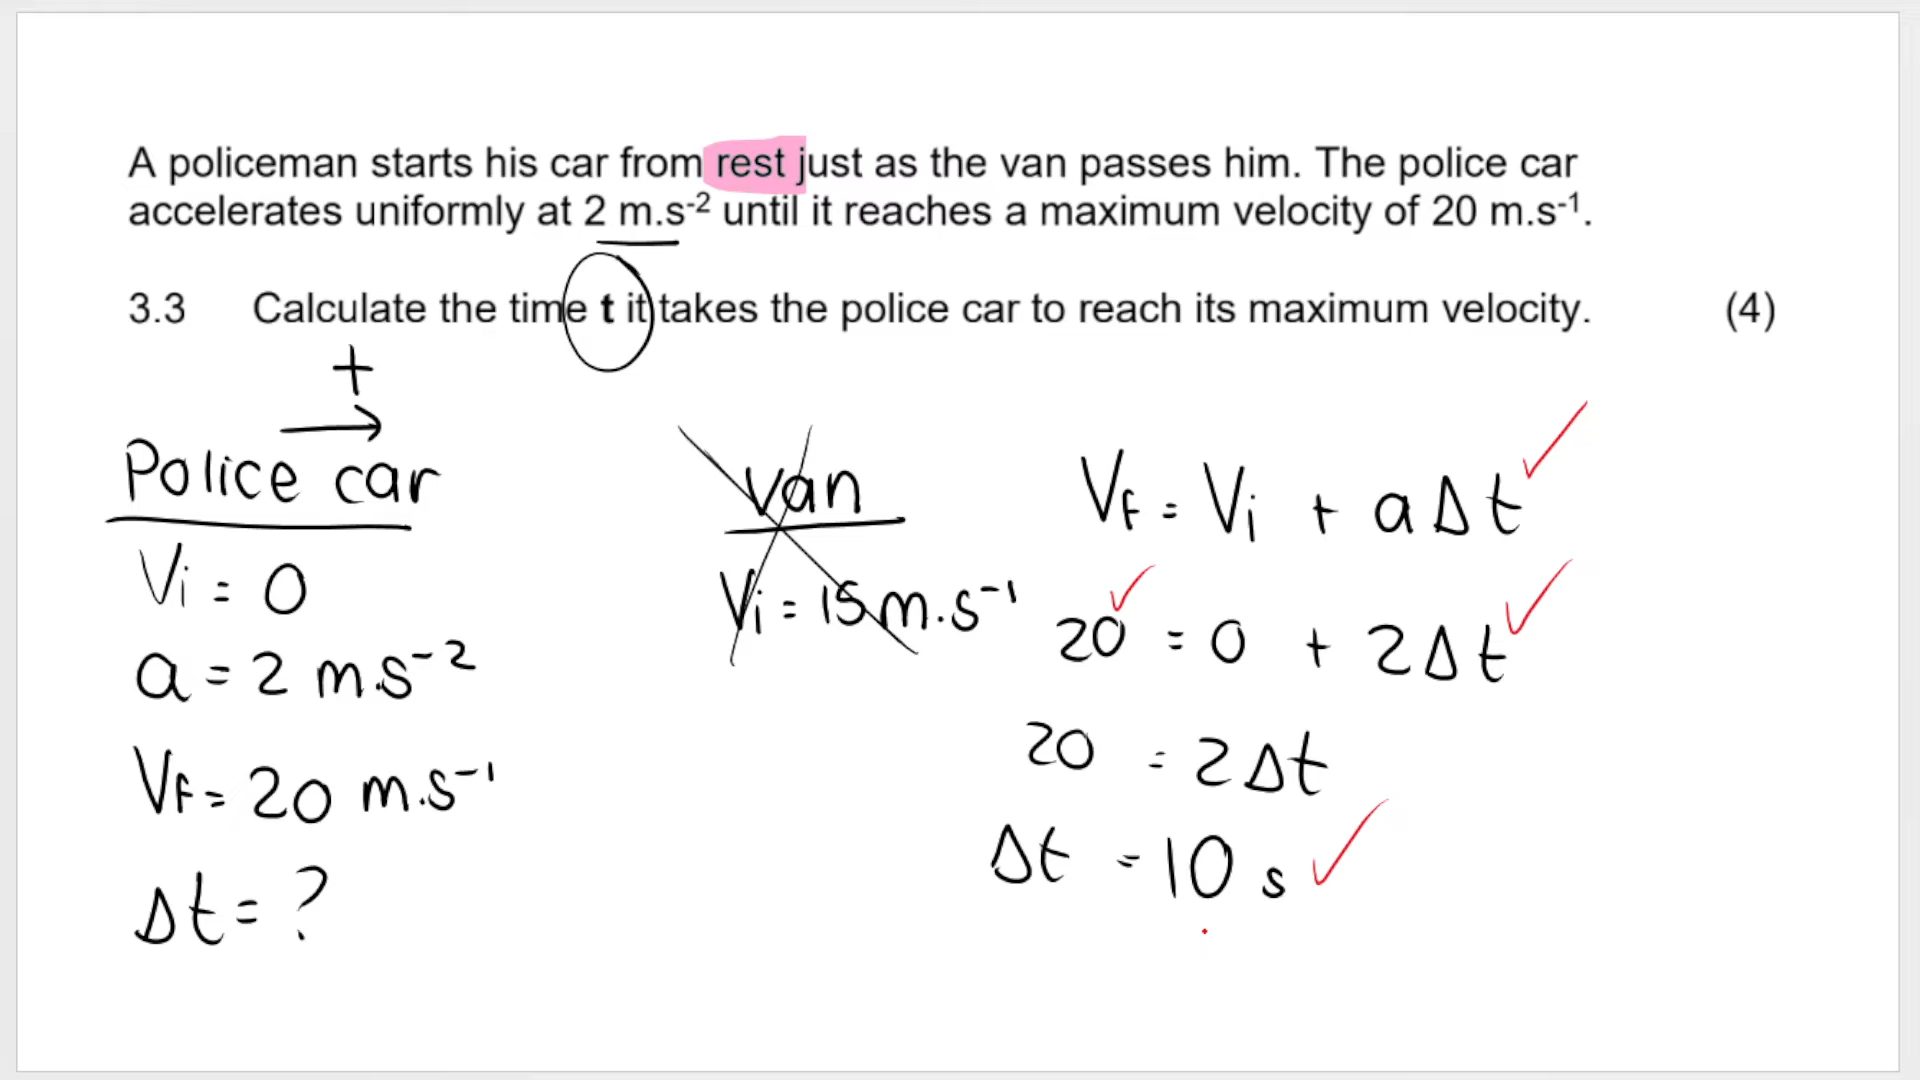 A policeman starts his car from rest just as the van passes him. The police car
accelerates uniformly at 2 m.s-2 until it reaches a maximum velocity of 20 m.s-1.
3.3 Calculate the time t it takes the police car to reach its maximum velocity. (4)
+
→
Police car
Vi = 0
a = 2 m.s-2
VF = 20 m.s-1
Δt = ?
Van
Vi = 15 m.s-1
VF = Vi + aΔt
20 = 0 + 2Δt
20 = 2Δt
Δt = 10 s